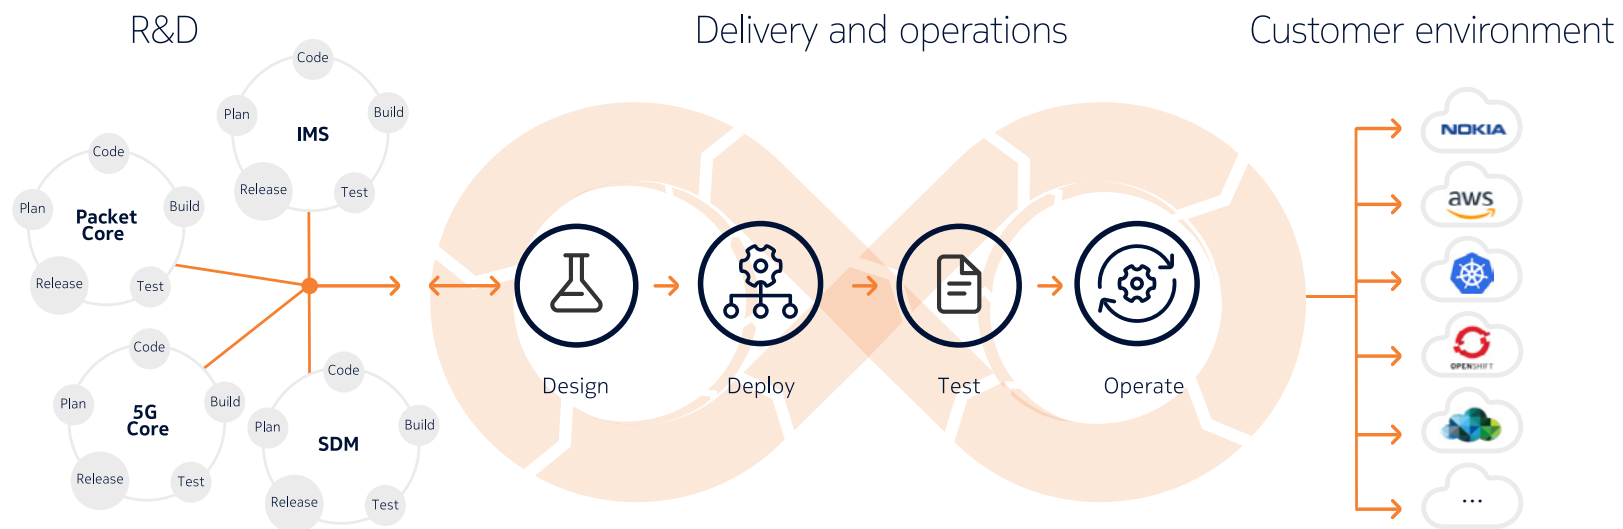 R&D
Delivery and operations
Customer environment
Code
Plan
Build
IMS
Release
Test
Code
Plan
Build
Packet
Core
Release
Test
Code
Plan
Build
5G
Core
Release
Test
Code
Plan
Build
SDM
Release
Test
Design
Deploy
Test
Operate
NOKIA
aws
OPENSHIFT
...